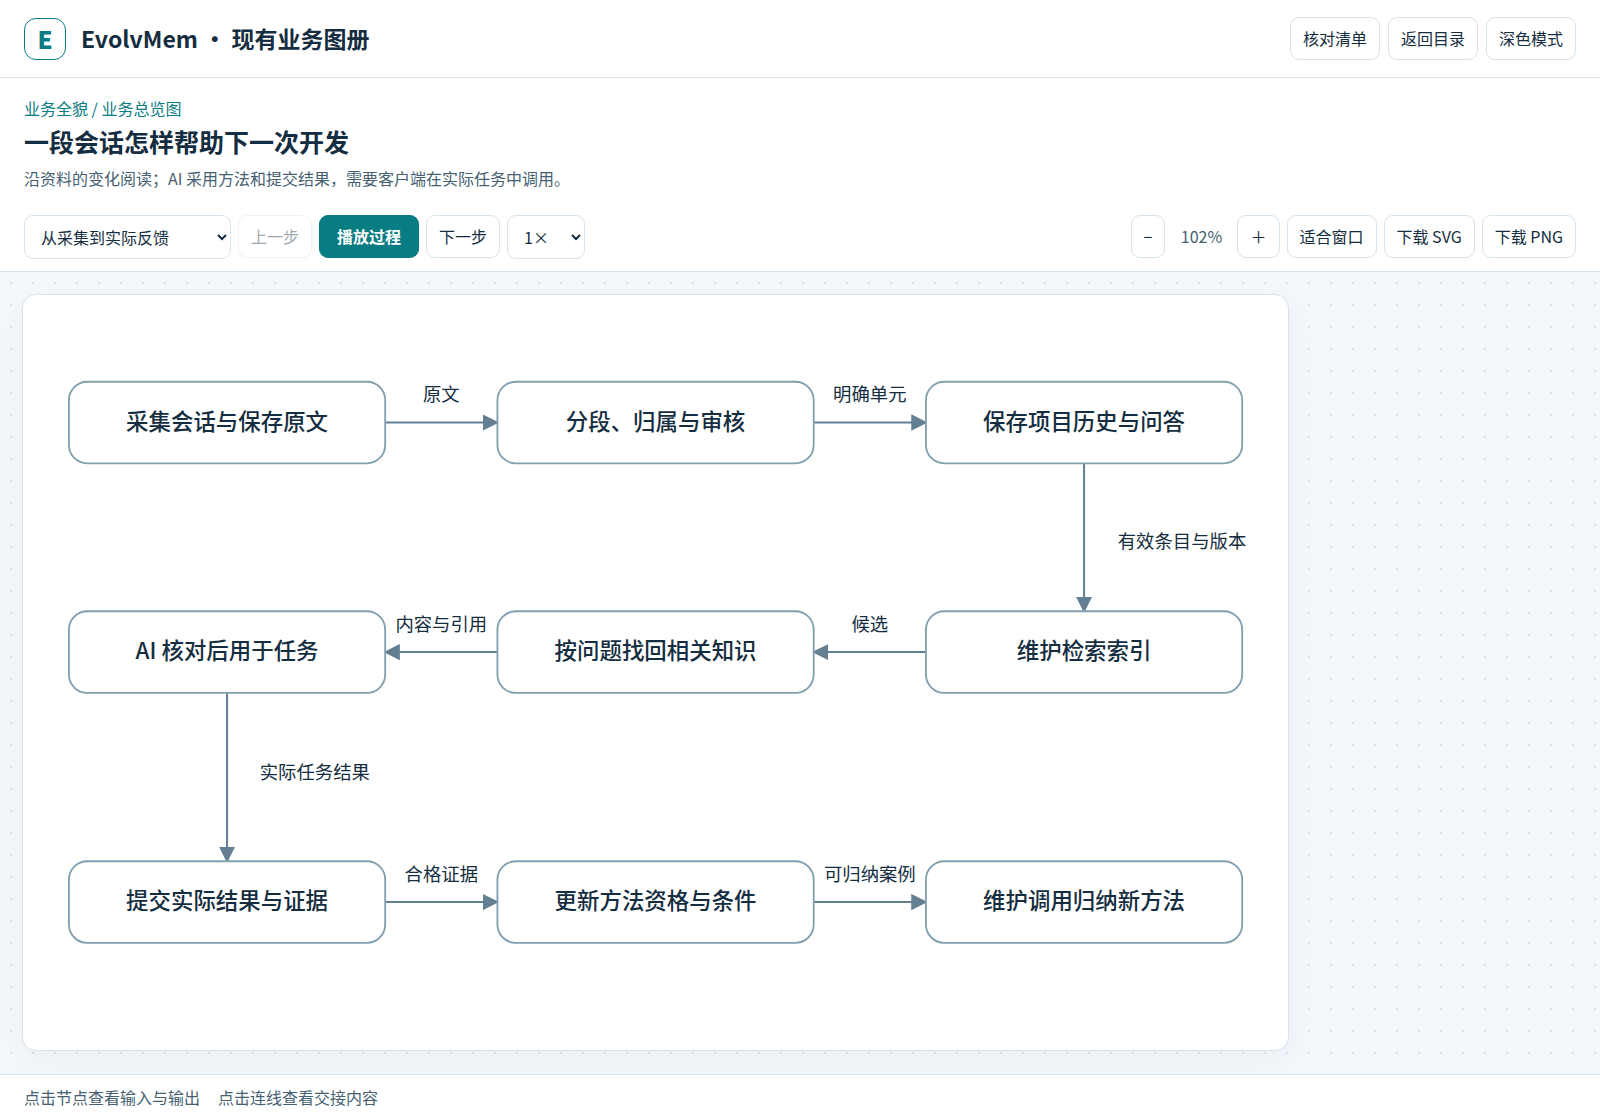 E EvolvMem · 现有业务图册 核对清单 返回目录 深色模式
业务全貌 / 业务总览图
一段会话怎样帮助下一次开发
沿资料的变化阅读；AI 采用方法和提交结果，需要客户端在实际任务中调用。
从采集到实际反馈 上一步 播放过程 下一步 1× − 102% + 适合窗口 下载 SVG 下载 PNG
采集会话与保存原文 原文 分段、归属与审核 明确单元 保存项目历史与问答
有效条目与版本
AI 核对后用于任务 内容与引用 按问题找回相关知识 候选 维护检索索引
实际任务结果
提交实际结果与证据 合格证据 更新方法资格与条件 可归纳案例 维护调用归纳新方法
点击节点查看输入与输出 点击连线查看交接内容